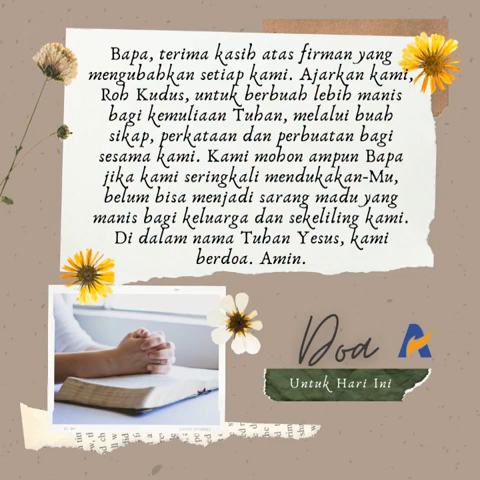 Bapa, terima kasih atas firman yang
mengubahkan setiap kami. Ajarkan kami,
Roh Kudus, untuk berbuah lebih manis
bagi kemuliaan Tuhan, melalui buah
sikap, perkataan dan perbuatan bagi
sesama kami. Kami mohon ampun Bapa
jika kami seringkali mendukakan-Mu,
belum bisa menjadi sarang madu yang
manis bagi keluarga dan sekeliling kami.
Di dalam nama Tuhan Yesus, kami
berdoa. Amin.
Doa
Untuk Hari Ini